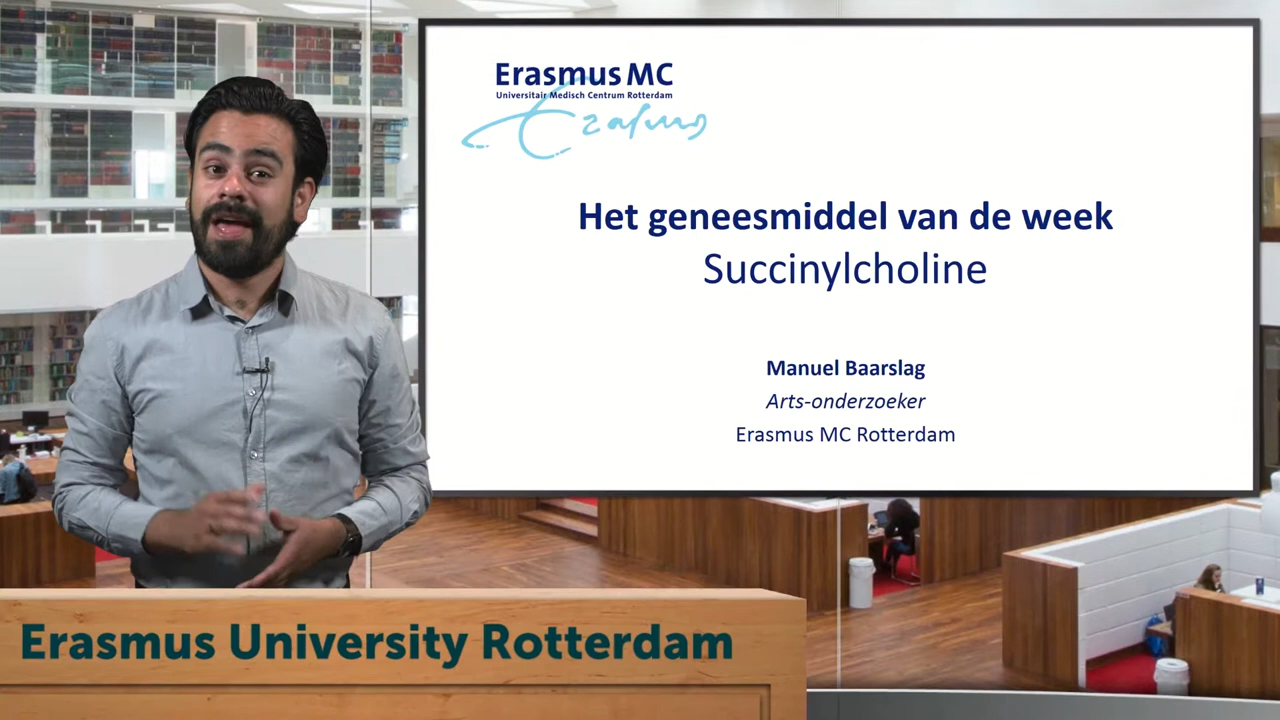 Erasmus MC
Universitair Medisch Centrum Rotterdam
Erasmus
Het geneesmiddel van de week
Succinylcholine
Manuel Baarslag
Arts-onderzoeker
Erasmus MC Rotterdam
Erasmus University Rotterdam